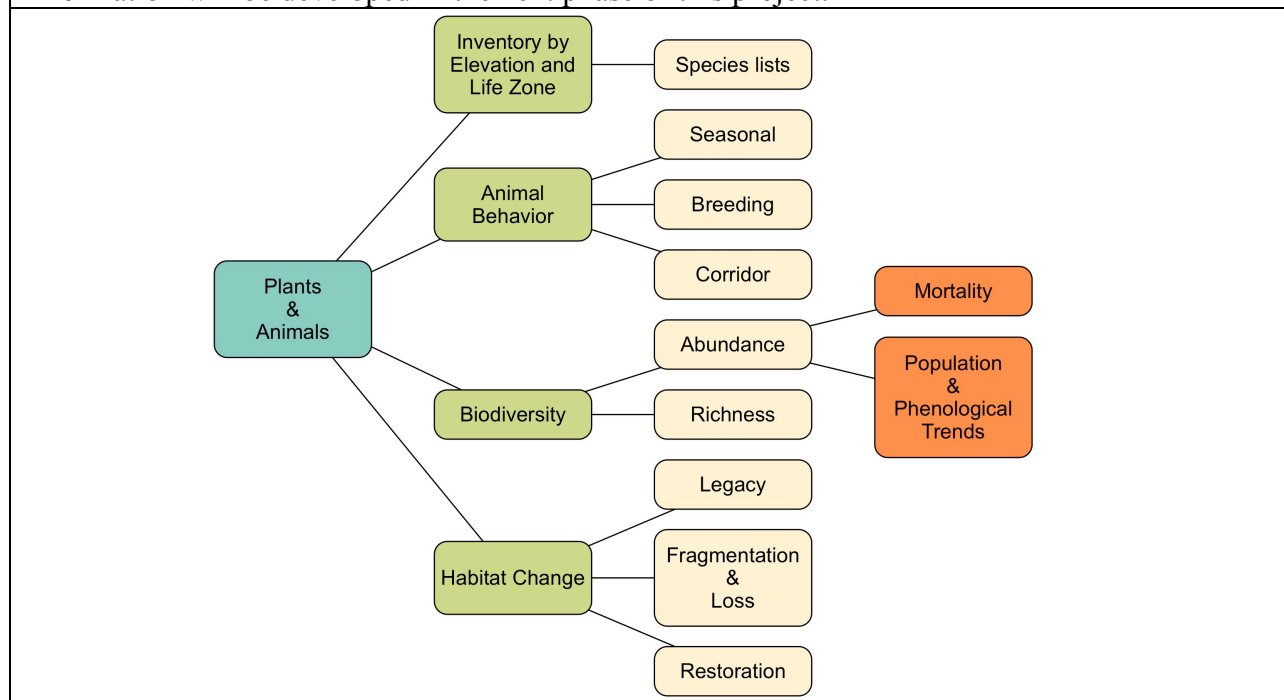 Inventory by
Elevation and
Life Zone
Species lists
Seasonal
Animal
Behavior
Breeding
Corridor
Plants
&
Animals
Mortality
Abundance
Population
&
Phenological
Trends
Biodiversity
Richness
Legacy
Habitat Change
Fragmentation
&
Loss
Restoration